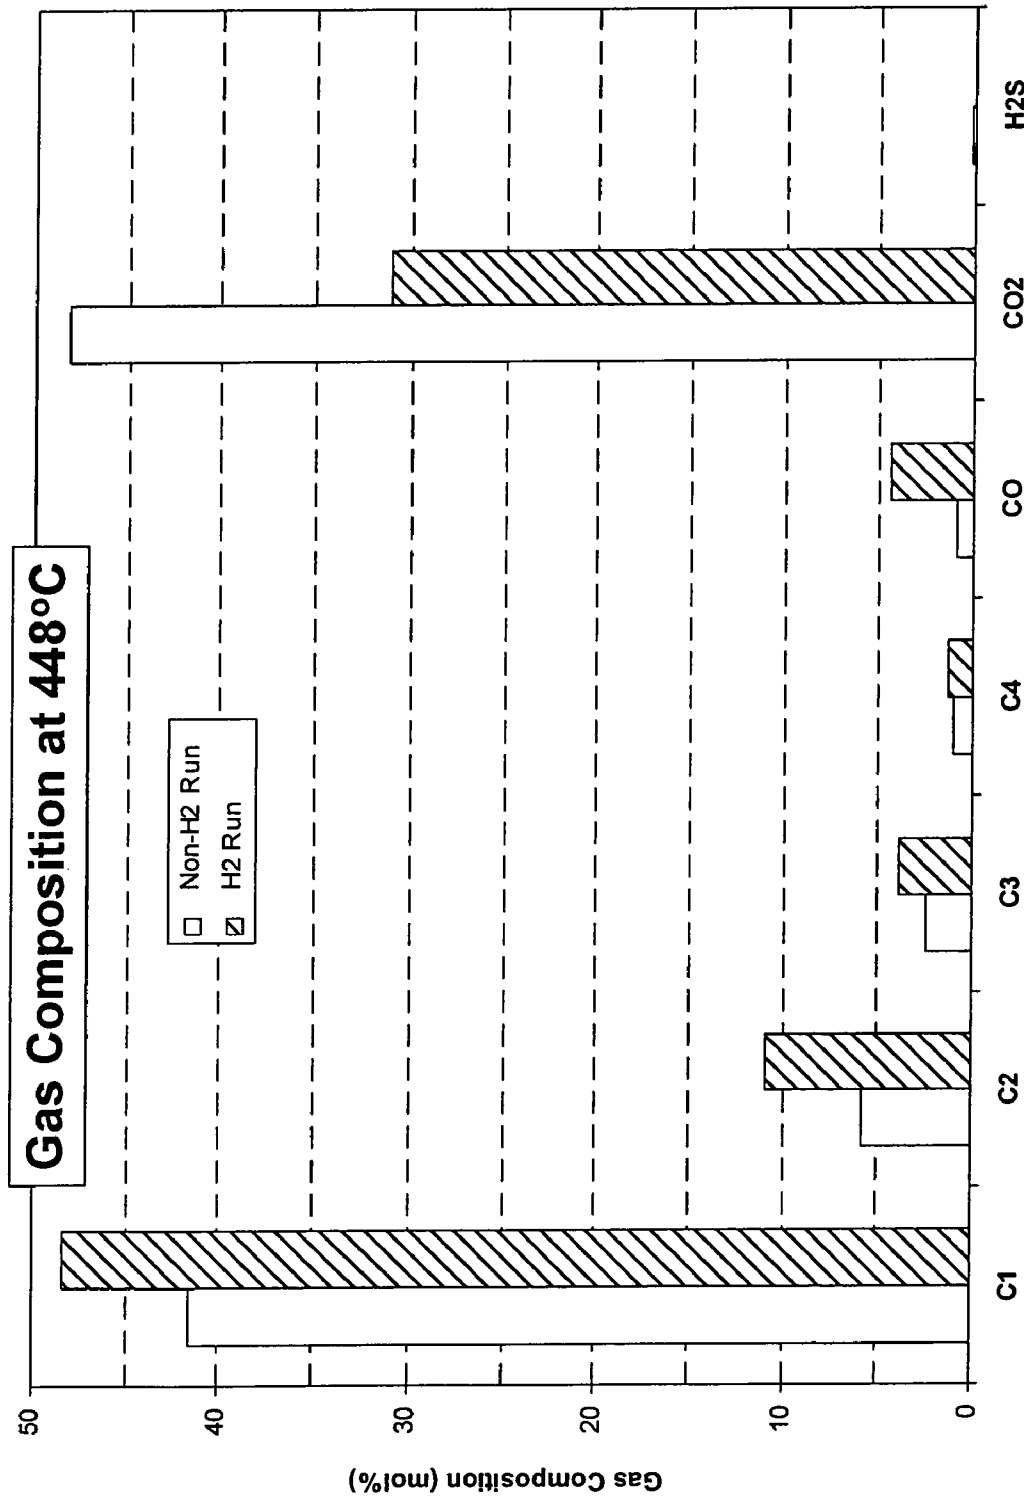 Gas Composition at 448°C
Non-H2 Run
H2 Run
Gas Composition (mol%)
50
40
30
20
10
0
C1
C2
C3
C4
CO
CO2
H2S